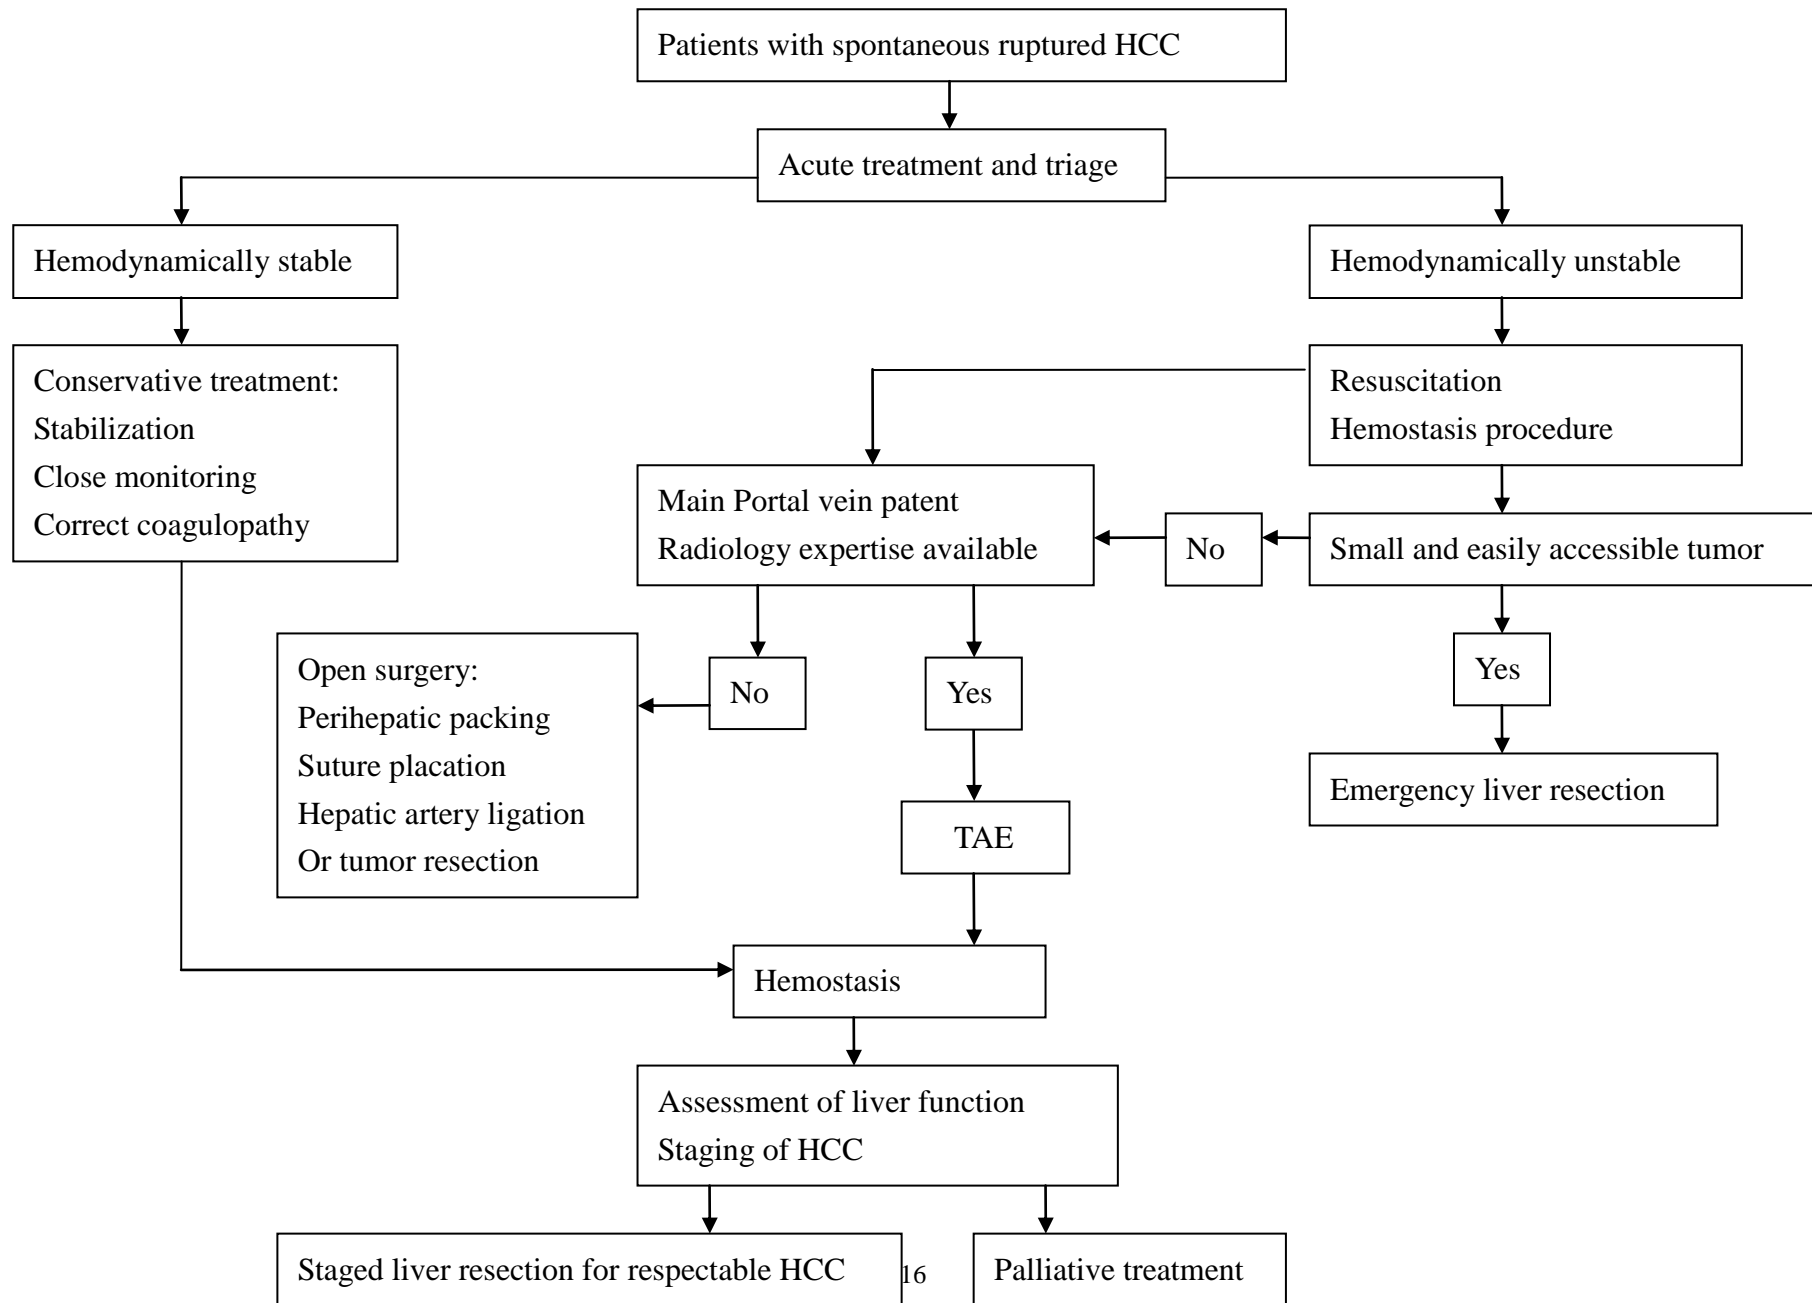 Patients with spontaneous ruptured HCC
Acute treatment and triage
Hemodynamically stable
Hemodynamically unstable
Conservative treatment:
Stabilization
Close monitoring
Correct coagulopathy
Resuscitation
Hemostasis procedure
Main Portal vein patent
Radiology expertise available
No
Small and easily accessible tumor
Open surgery:
Perihepatic packing
Suture placation
Hepatic artery ligation
Or tumor resection
No
Yes
Yes
TAE
Emergency liver resection
Hemostasis
Assessment of liver function
Staging of HCC
Staged liver resection for respectable HCC
16
Palliative treatment